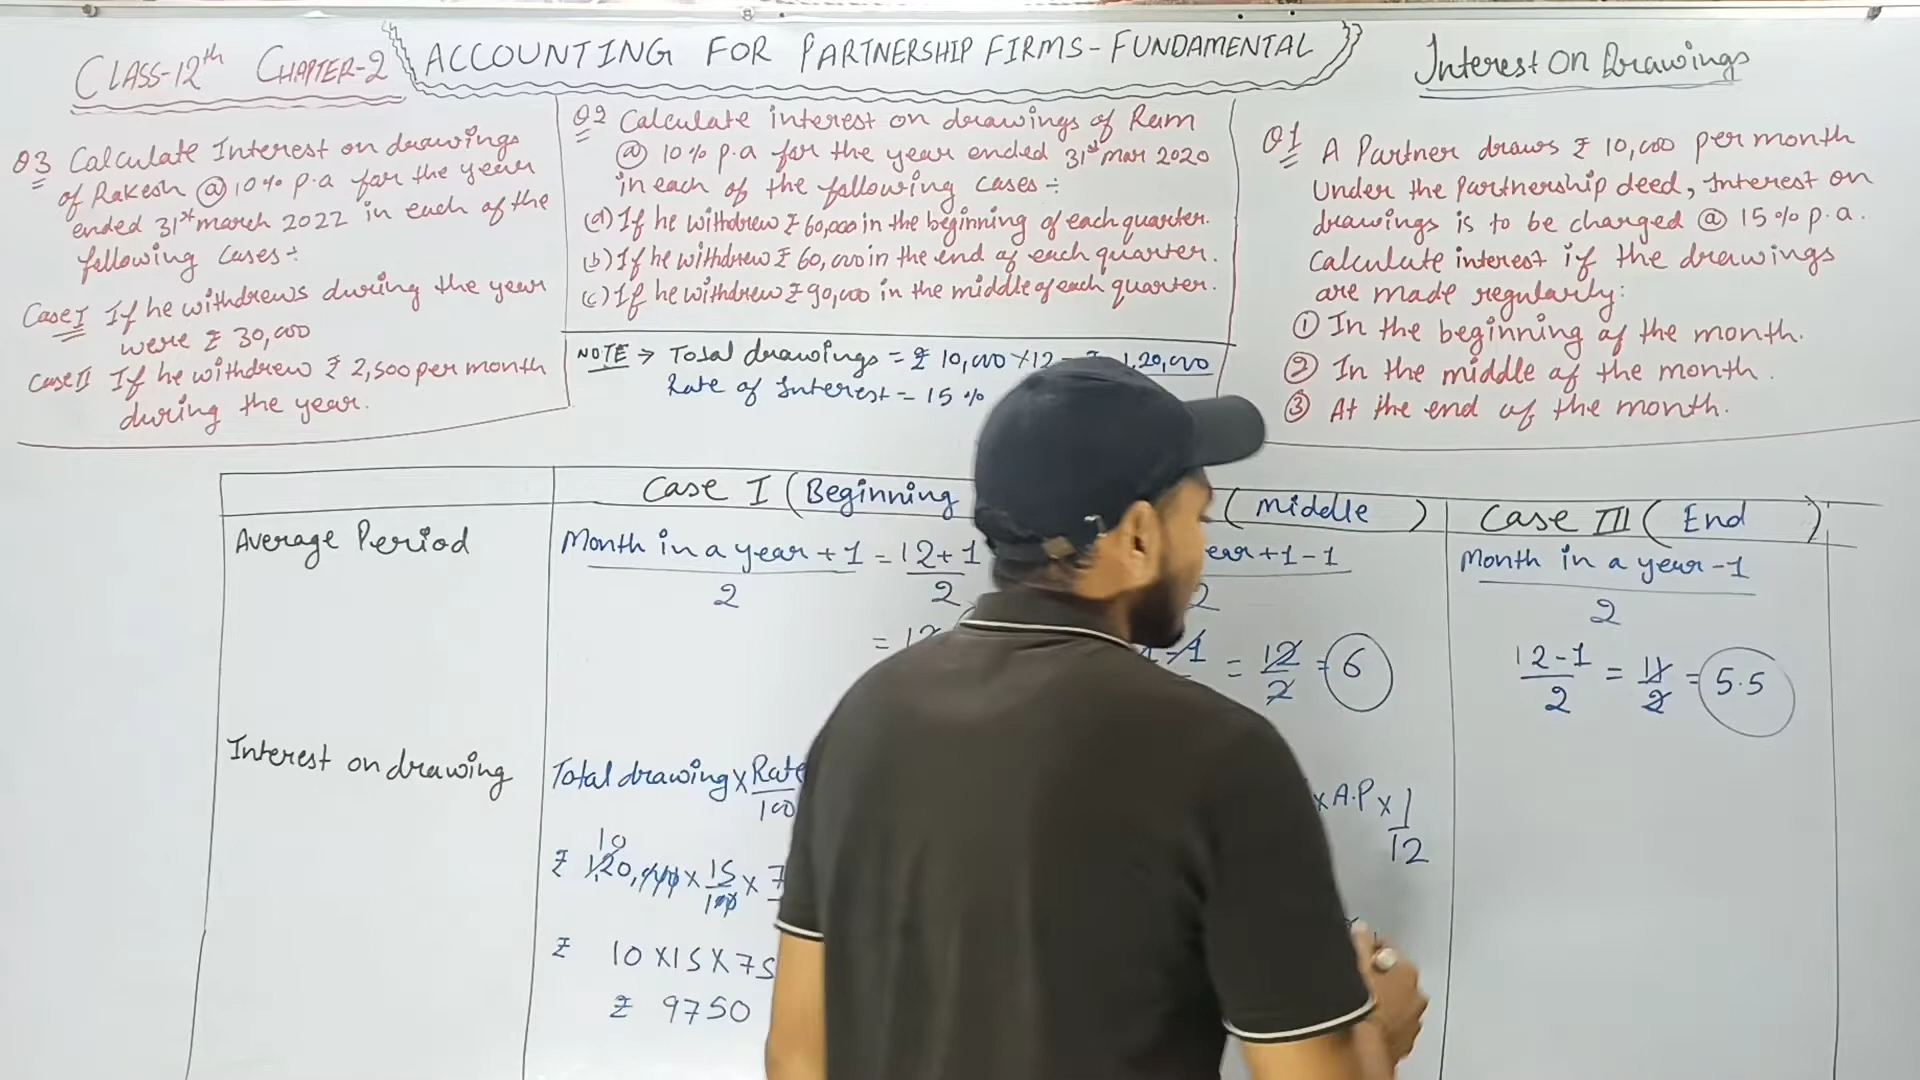 CLASS-12th CHAPTER-2
ACCOUNTING FOR PARTNERSHIP FIRMS - FUNDAMENTAL
Interest On Drawings
Q3 Calculate Interest on drawings
of Rakesh @ 10% p.a for the year
ended 31st march 2022 in each of the
following Cases :-
Case I If he withdrews during the year
were ₹ 30,000
Case II If he withdrew ₹ 2,500 per month
during the year.
Q2 Calculate interest on drawings of Ram
@ 10% p.a for the year ended 31st mar 2020
in each of the following cases :-
(a) If he withdrew ₹ 60,000 in the beginning of each quarter.
(b) If he withdrew ₹ 60,000 in the end of each quarter.
(c) If he withdrew ₹ 90,000 in the middle of each quarter.
NOTE → Total drawings = ₹ 10,000 × 12 = ₹ 1,20,000
Rate of Interest = 15%
Q1 A Partner draws ₹ 10,000 per month
Under the Partnership deed, Interest on
drawings is to be charged @ 15% p.a.
Calculate interest if the drawings
are made regularly:
① In the beginning of the month.
② In the middle of the month.
③ At the end of the month.
Case I (Beginning
(middle)
Case III (End)
Average Period
Month in a year + 1 = 12+1
2 2
= 12
ear + 1 - 1
2
1 - 1 = 12 = 6
2
Month in a year - 1
2
12-1 = 11 = 5.5
2 2
Interest on drawing
Total drawing × Rate
100
10
₹ 1,20,000 × 15 × 7
100
₹ 10 × 15 × 75
₹ 9750
× A.P × 1
12